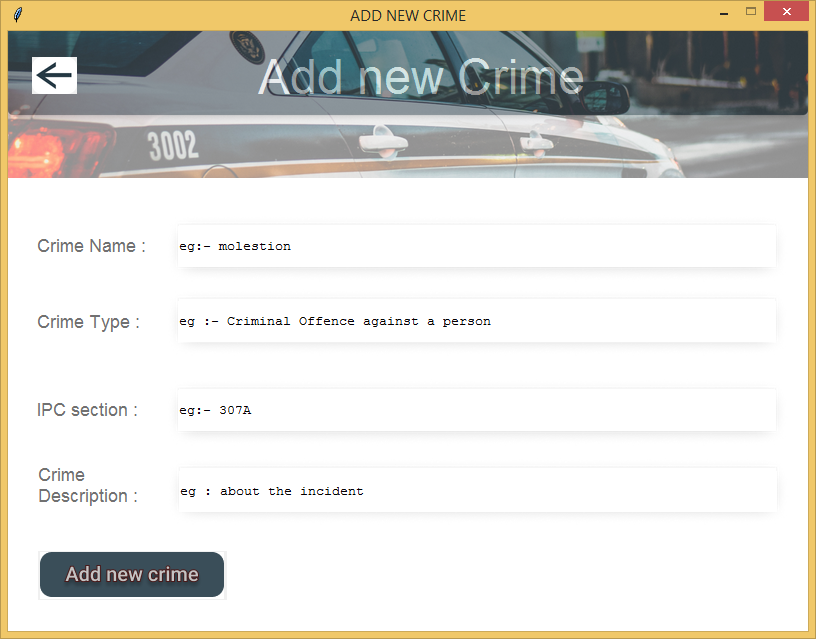 ADD NEW CRIME
Add new Crime
3002
Crime Name :
eg:- molestion
Crime Type :
eg :- Criminal Offence against a person
IPC section :
eg:- 307A
Crime
Description :
eg : about the incident
Add new crime